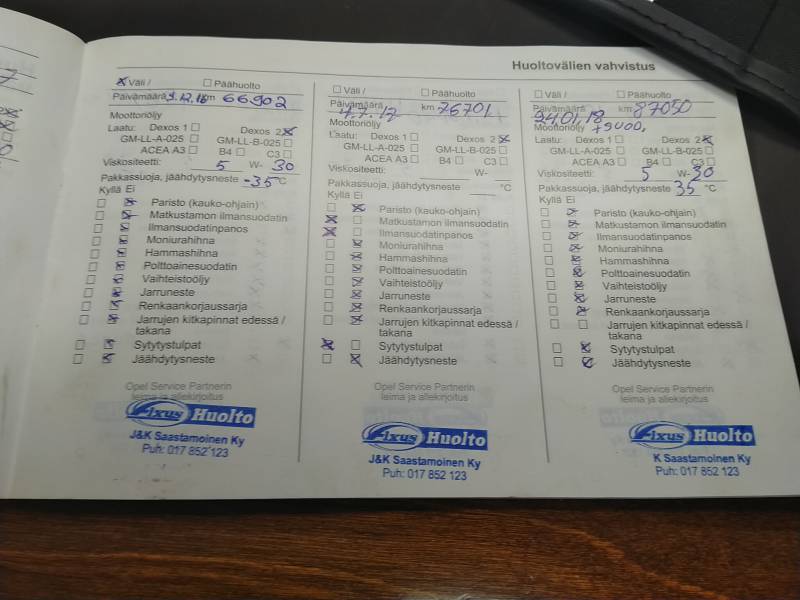 Huoltovälien vahvistus
Väli / Päähuolto
Päivämäärä 9.12.16 km 66.902
Moottoriöljy
Laatu: Dexos 1 Dexos 2
GM-LL-A-025 GM-LL-B-025
ACEA A3 B4 C3
Viskositeetti: 5 W- 30
Pakkassuoja, jäähdytysneste -35 °C
Kyllä Ei
Paristo (kauko-ohjain)
Matkustamon ilmansuodatin
Ilmansuodatinpanos
Moniurahihna
Hammashihna
Polttoainesuodatin
Vaihteistoöljy
Jarruneste
Renkaankorjaussarja
Jarrujen kitkapinnat edessä /
takana
Sytytystulpat
Jäähdytysneste
Opel Service Partnerin
leima ja allekirjoitus
Fixus Huolto
J&K Saastamoinen Ky
Puh: 017 852 123
Väli / Päähuolto
Päivämäärä 4.7.17 km 76701
Moottoriöljy
Laatu: Dexos 1 Dexos 2
GM-LL-A-025 GM-LL-B-025
ACEA A3 B4 C3
Viskositeetti: W-
Pakkassuoja, jäähdytysneste °C
Kyllä Ei
Paristo (kauko-ohjain)
Matkustamon ilmansuodatin
Ilmansuodatinpanos
Moniurahihna
Hammashihna
Polttoainesuodatin
Vaihteistoöljy
Jarruneste
Renkaankorjaussarja
Jarrujen kitkapinnat edessä /
takana
Sytytystulpat
Jäähdytysneste
Opel Service Partnerin
leima ja allekirjoitus
Fixus Huolto
J&K Saastamoinen Ky
Puh: 017 852 123
Väli / Päähuolto
Päivämäärä 24.01.18 km 87050
Moottoriöljy
Laatu: Dexos 1 Dexos 2
GM-LL-A-025 GM-LL-B-025
ACEA A3 B4 C3
Viskositeetti: 5 W- 30
Pakkassuoja, jäähdytysneste 35 °C
Kyllä Ei
Paristo (kauko-ohjain)
Matkustamon ilmansuodatin
Ilmansuodatinpanos
Moniurahihna
Hammashihna
Polttoainesuodatin
Vaihteistoöljy
Jarruneste
Renkaankorjaussarja
Jarrujen kitkapinnat edessä /
takana
Sytytystulpat
Jäähdytysneste
Opel Service Partnerin
leima ja allekirjoitus
Fixus Huolto
K Saastamoinen Ky
Puh: 017 852 123